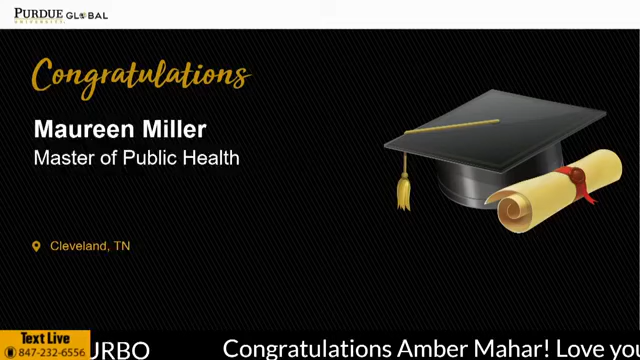 PURDUE GLOBAL
UNIVERSITY
Congratulations
Maureen Miller
Master of Public Health
Cleveland, TN
Text Live
847-232-6556
URBO Congratulations Amber Mahar! Love you